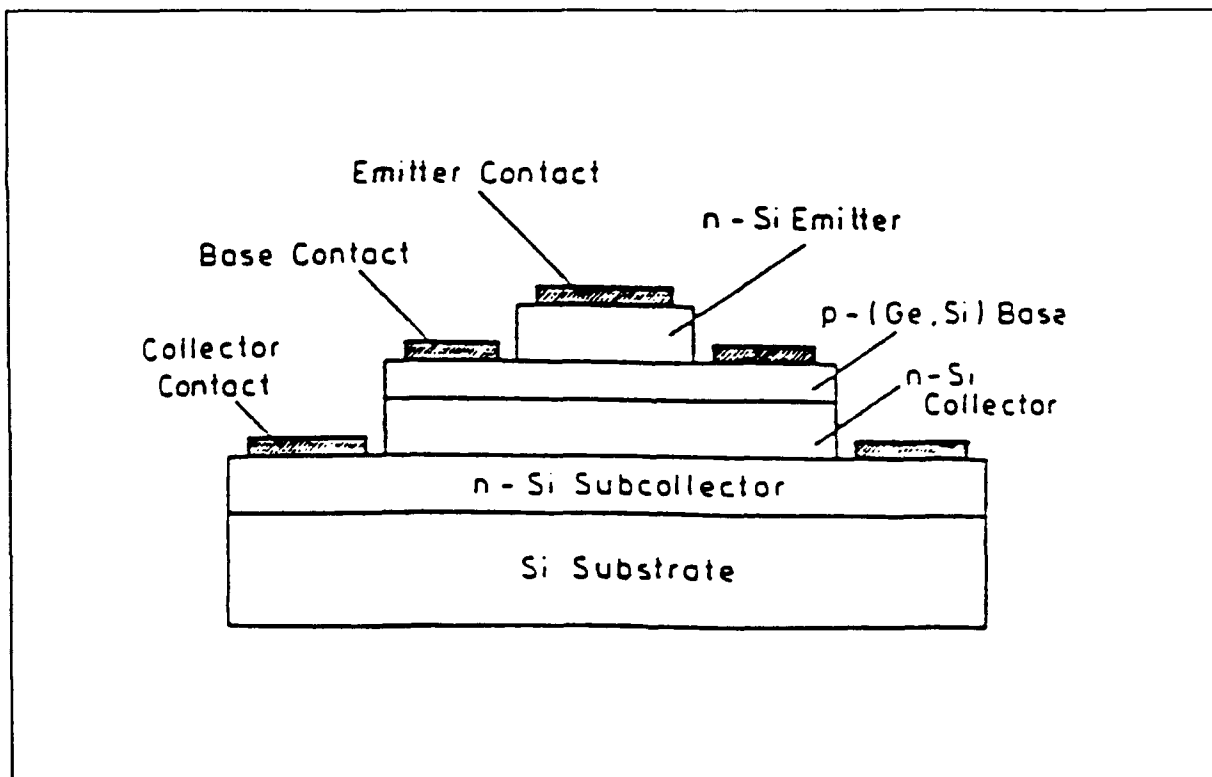 Emitter Contact
n-Si Emitter
Base Contact
p-(Ge,Si) Base
Collector
Contact
n-Si
Collector
n-Si Subcollector
Si Substrate